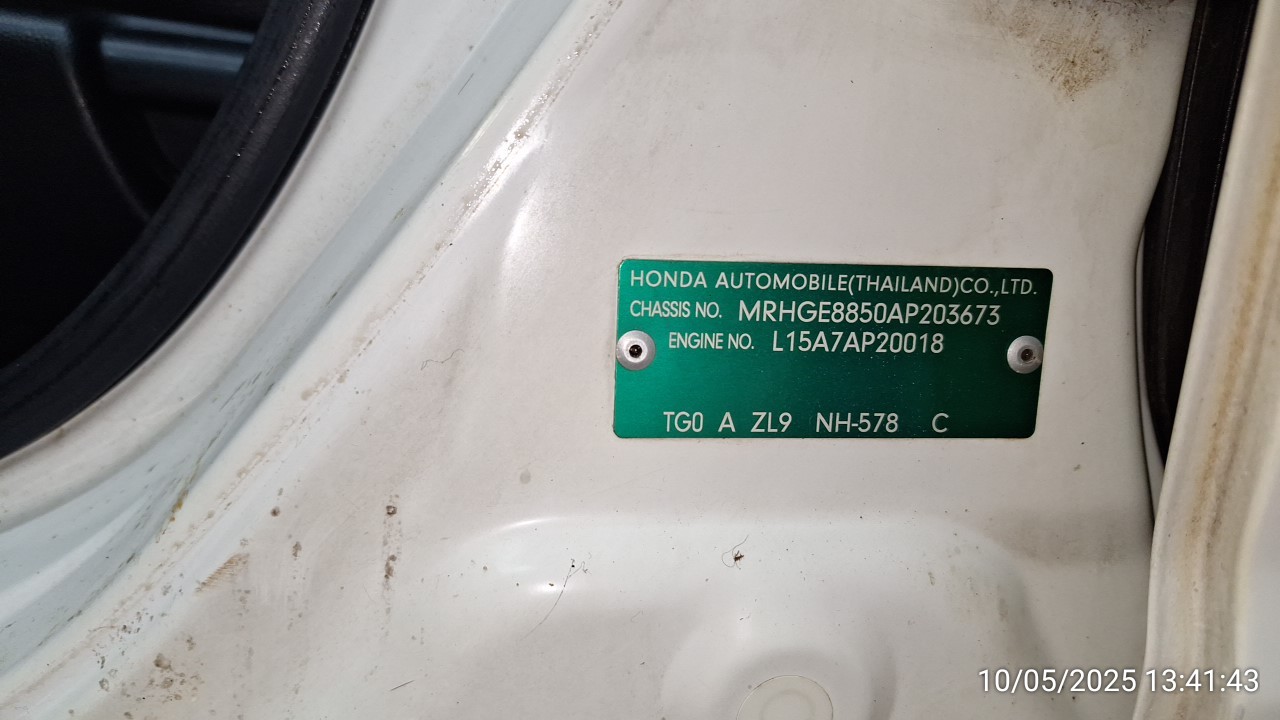 HONDA AUTOMOBILE(THAILAND)CO.,LTD.
CHASSIS NO. MRHGE8850AP203673
ENGINE NO. L15A7AP20018
TG0 A ZL9 NH-578 C
10/05/2025 13:41:43